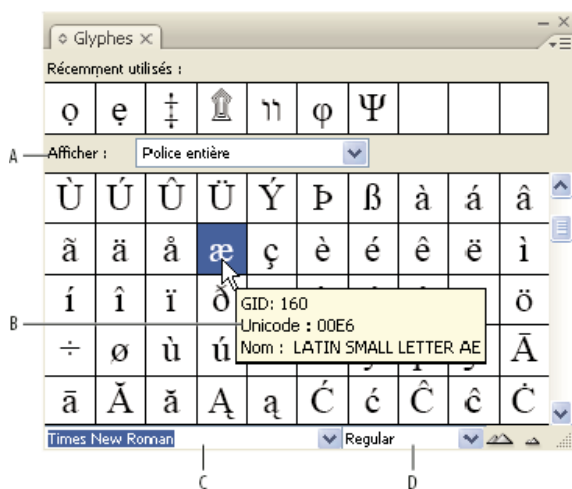 Glyphes
Récemment utilisés :
ọ ẹ ‡ װ φ Ψ
A
Afficher :
Police entière
Ù Ú Û Ü Ý Þ ß à á â
ã ä å æ ç è é ê ë ì
í î ï ð ö
GID: 160
B
Unicode : 00E6
Nom : LATIN SMALL LETTER AE
÷ ø ù ú Ā
ā Ă ă Ą ą Ć ć Ĉ ĉ Ċ
Times New Roman
Regular
C
D